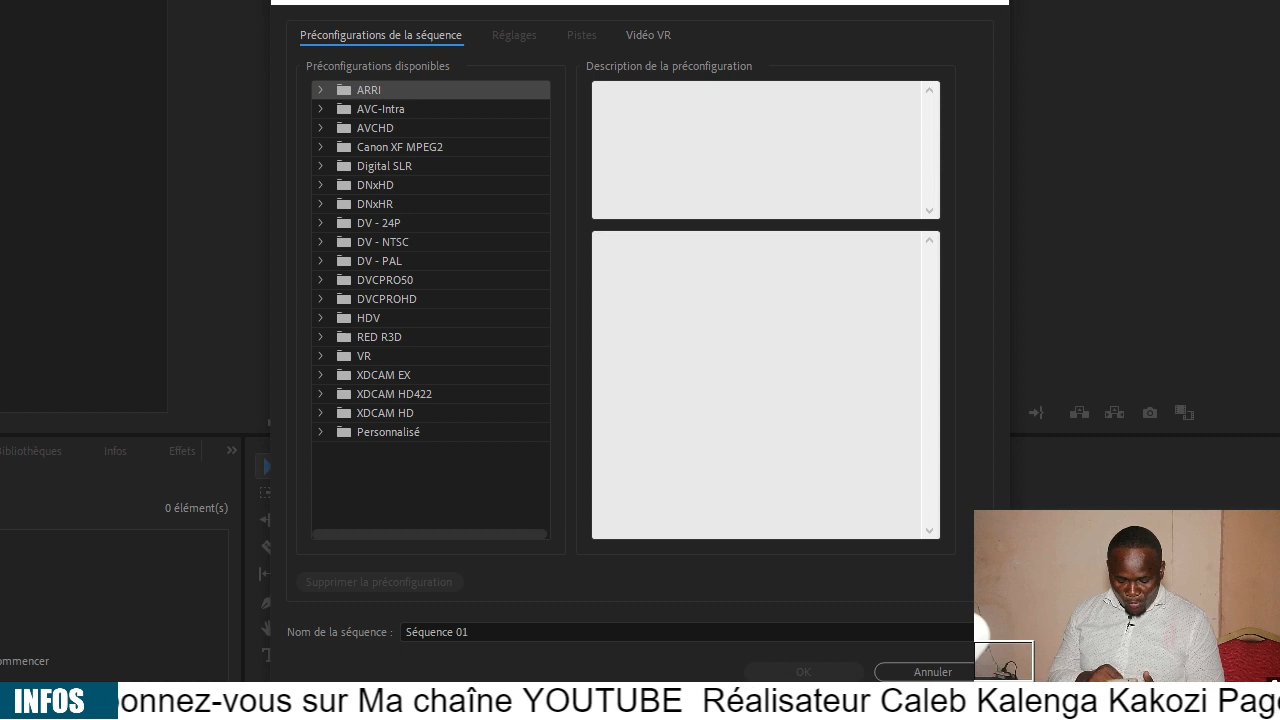 Préconfigurations de la séquence Réglages Pistes Vidéo VR
Préconfigurations disponibles
ARRI
AVC-Intra
AVCHD
Canon XF MPEG2
Digital SLR
DNxHD
DNxHR
DV - 24P
DV - NTSC
DV - PAL
DVCPRO50
DVCPROHD
HDV
RED R3D
VR
XDCAM EX
XDCAM HD422
XDCAM HD
Personnalisé
Description de la préconfiguration
Supprimer la préconfiguration
Nom de la séquence : Séquence 01
OK Annuler
ibliothèques Infos Effets
0 élément(s)
ommencer
INFOS onnez-vous sur Ma chaîne YOUTUBE Réalisateur Caleb Kalenga Kakozi Page